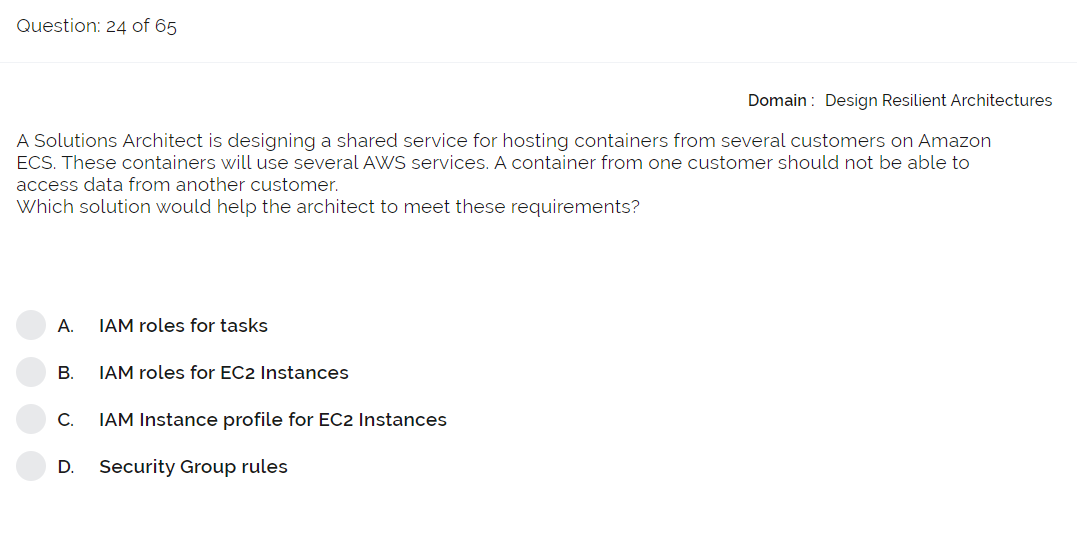 Question: 24 of 65
Domain : Design Resilient Architectures
A Solutions Architect is designing a shared service for hosting containers from several customers on Amazon
ECS. These containers will use several AWS services. A container from one customer should not be able to
access data from another customer.
Which solution would help the architect to meet these requirements?
A. IAM roles for tasks
B. IAM roles for EC2 Instances
C. IAM Instance profile for EC2 Instances
D. Security Group rules